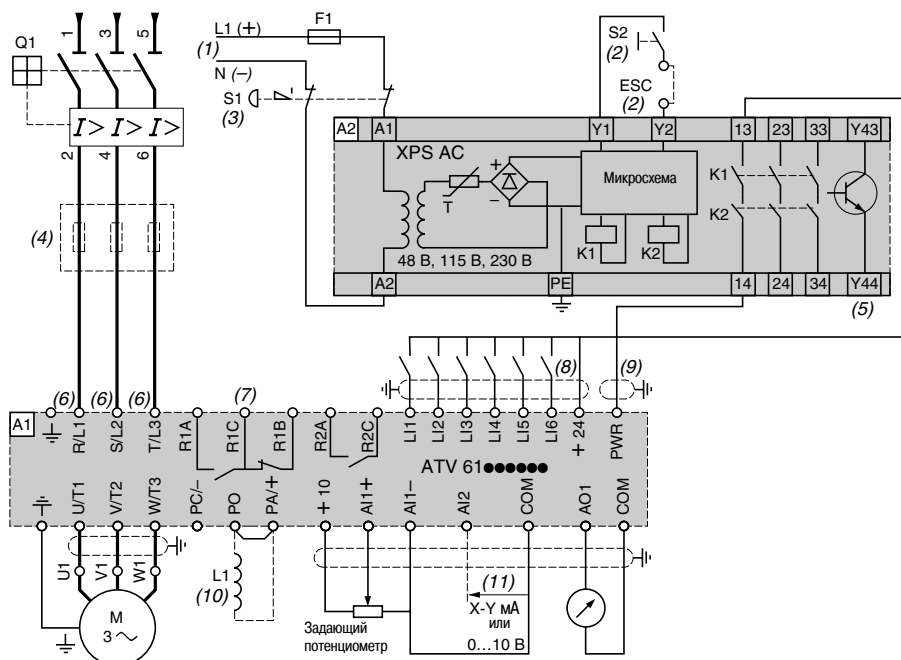 1 3 5
Q1
I> I> I>
2 4 6
(4)
L1 (+) F1
(1)
N (–)
S1
(3)
S2
(2)
ESC
(2)
A2 A1 Y1 Y2 13 23 33 Y43
XPS AC
+
–
T
Микросхема
K1
K2
K1 K2
48 В, 115 В, 230 В
A2 PE 14 24 34 Y44
(5)
(8) (9)
(6) (6) (6) (7)
A1
R/L1 S/L2 T/L3 R1A R1C R1B R2A R2C LI1 LI2 LI3 LI4 LI5 LI6 + 24 PWR
ATV 61●●●●●●
U/T1 V/T2 W/T3 PC/– PO PA/+ + 10 AI1+ AI1– AI2 COM AO1 COM
U1 V1 W1
M
3 ~
L1
(10)
Задающий
потенциометр
(11)
X-Y мА
или
0…10 В